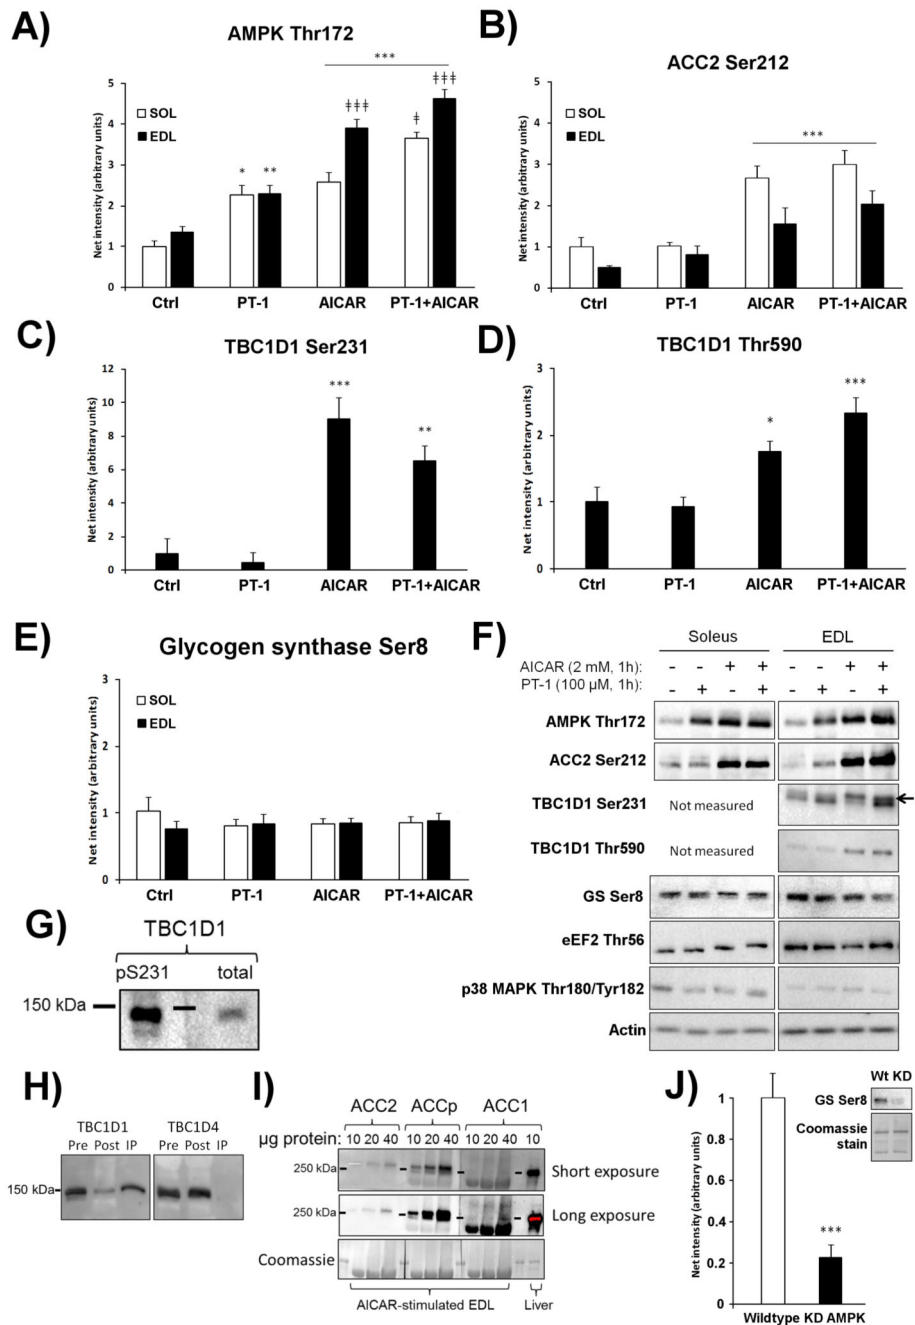 A)
AMPK Thr172
***
ǂǂǂ
ǂǂǂ
ǂ
* **
SOL
EDL
Net intensity (arbitrary units)
5
4
3
2
1
0
Ctrl PT-1 AICAR PT-1+AICAR
B)
ACC2 Ser212
***
SOL
EDL
Net intensity (arbitrary units)
5
4
3
2
1
0
Ctrl PT-1 AICAR PT-1+AICAR
C)
TBC1D1 Ser231
***
**
Net intensity (arbitrary units)
12
10
8
6
4
2
0
Ctrl PT-1 AICAR PT-1+AICAR
D)
TBC1D1 Thr590
***
*
Net intensity (arbitrary units)
3
2
1
0
Ctrl PT-1 AICAR PT-1+AICAR
E)
Glycogen synthase Ser8
SOL
EDL
Net intensity (arbitrary units)
3
2
1
0
Ctrl PT-1 AICAR PT-1+AICAR
F)
Soleus EDL
AICAR (2 mM, 1h): - - + + - - + +
PT-1 (100 µM, 1h): - + - + - + - +
AMPK Thr172
ACC2 Ser212
TBC1D1 Ser231 Not measured
TBC1D1 Thr590 Not measured
GS Ser8
eEF2 Thr56
p38 MAPK Thr180/Tyr182
Actin
G)
TBC1D1
pS231 total
150 kDa
H)
TBC1D1 TBC1D4
Pre Post IP Pre Post IP
150 kDa
I)
ACC2 ACCp ACC1
µg protein: 10 20 40 10 20 40 10 20 40 10
250 kDa Short exposure
250 kDa Long exposure
Coomassie
AICAR-stimulated EDL Liver
J)
Wt KD
GS Ser8
Coomassie
stain
Net intensity (arbitrary units)
1
0.8
0.6
0.4
0.2
0
***
Wildtype KD AMPK